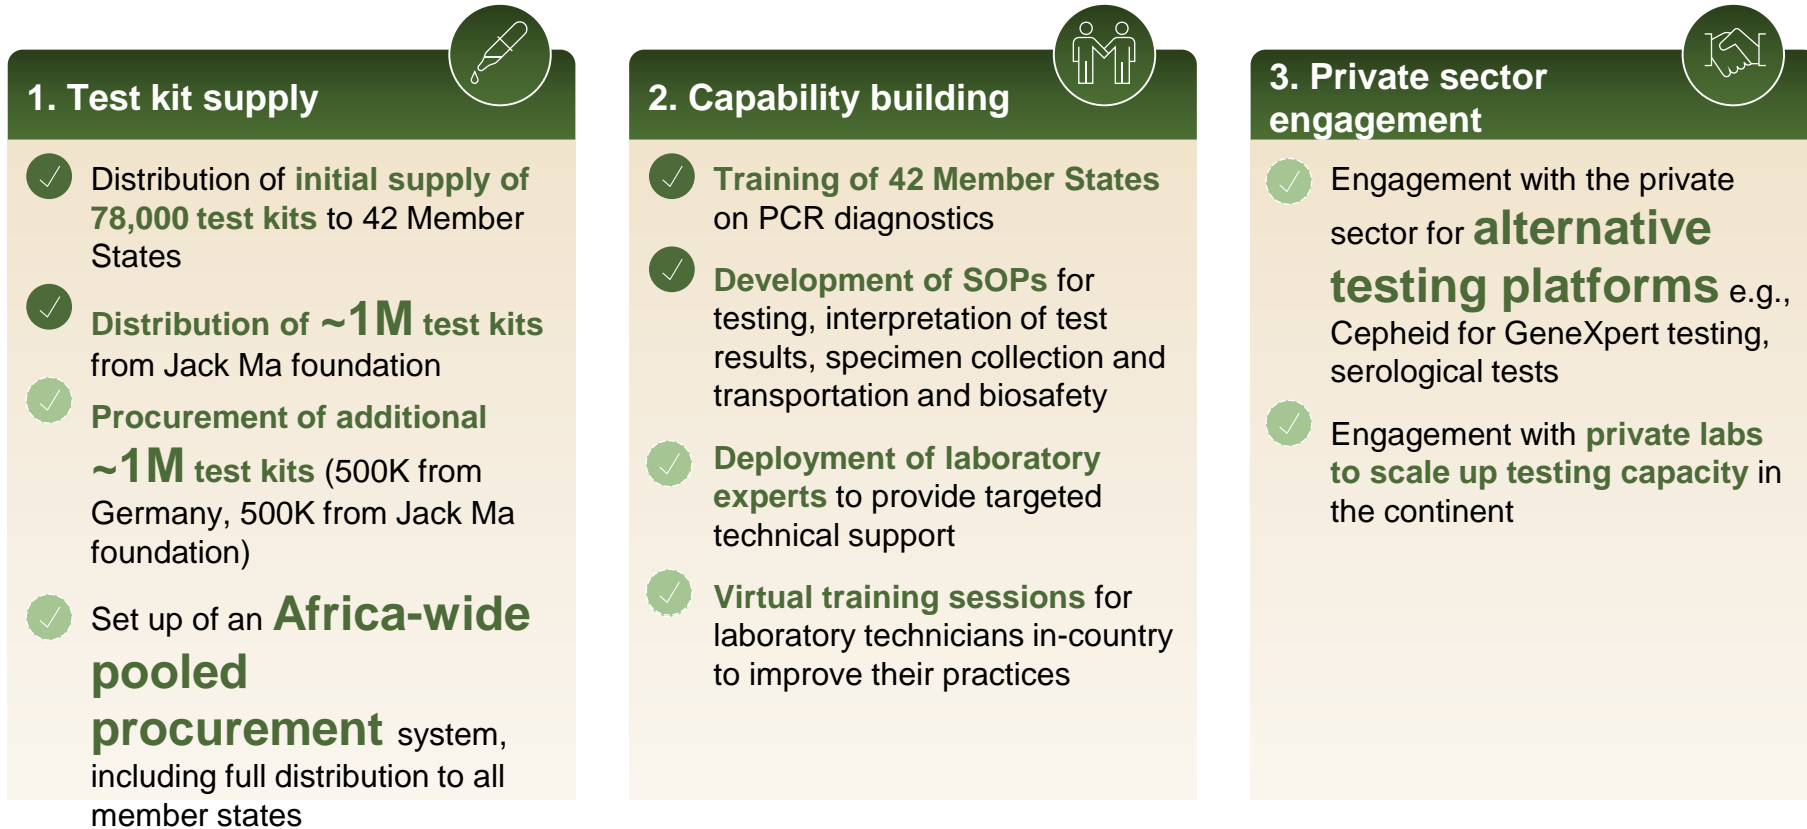 1. Test kit supply
Distribution of initial supply of
78,000 test kits to 42 Member
States
Distribution of ~1M test kits
from Jack Ma foundation
Procurement of additional
~1M test kits (500K from
Germany, 500K from Jack Ma
foundation)
Set up of an Africa-wide
pooled
procurement system,
including full distribution to all
member states
2. Capability building
Training of 42 Member States
on PCR diagnostics
Development of SOPs for
testing, interpretation of test
results, specimen collection and
transportation and biosafety
Deployment of laboratory
experts to provide targeted
technical support
Virtual training sessions for
laboratory technicians in-country
to improve their practices
3. Private sector
engagement
Engagement with the private
sector for alternative
testing platforms e.g.,
Cepheid for GeneXpert testing,
serological tests
Engagement with private labs
to scale up testing capacity in
the continent